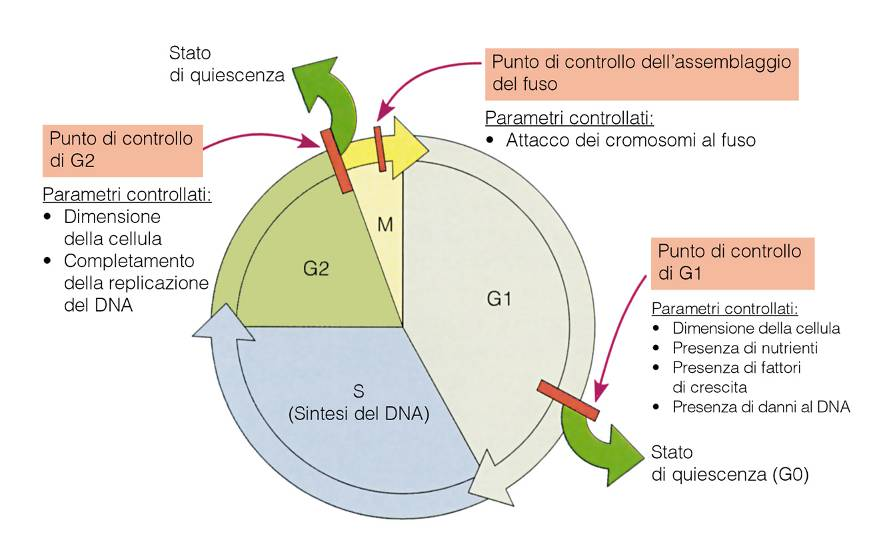 Stato
di quiescenza
Punto di controllo dell'assemblaggio
del fuso
Parametri controllati:
• Attacco dei cromosomi al fuso
Punto di controllo
di G2
Parametri controllati:
• Dimensione
della cellula
• Completamento
della replicazione
del DNA
M
G2
G1
S
(Sintesi del DNA)
Punto di controllo
di G1
Parametri controllati:
• Dimensione della cellula
• Presenza di nutrienti
• Presenza di fattori
di crescita
• Presenza di danni al DNA
Stato
di quiescenza (G0)